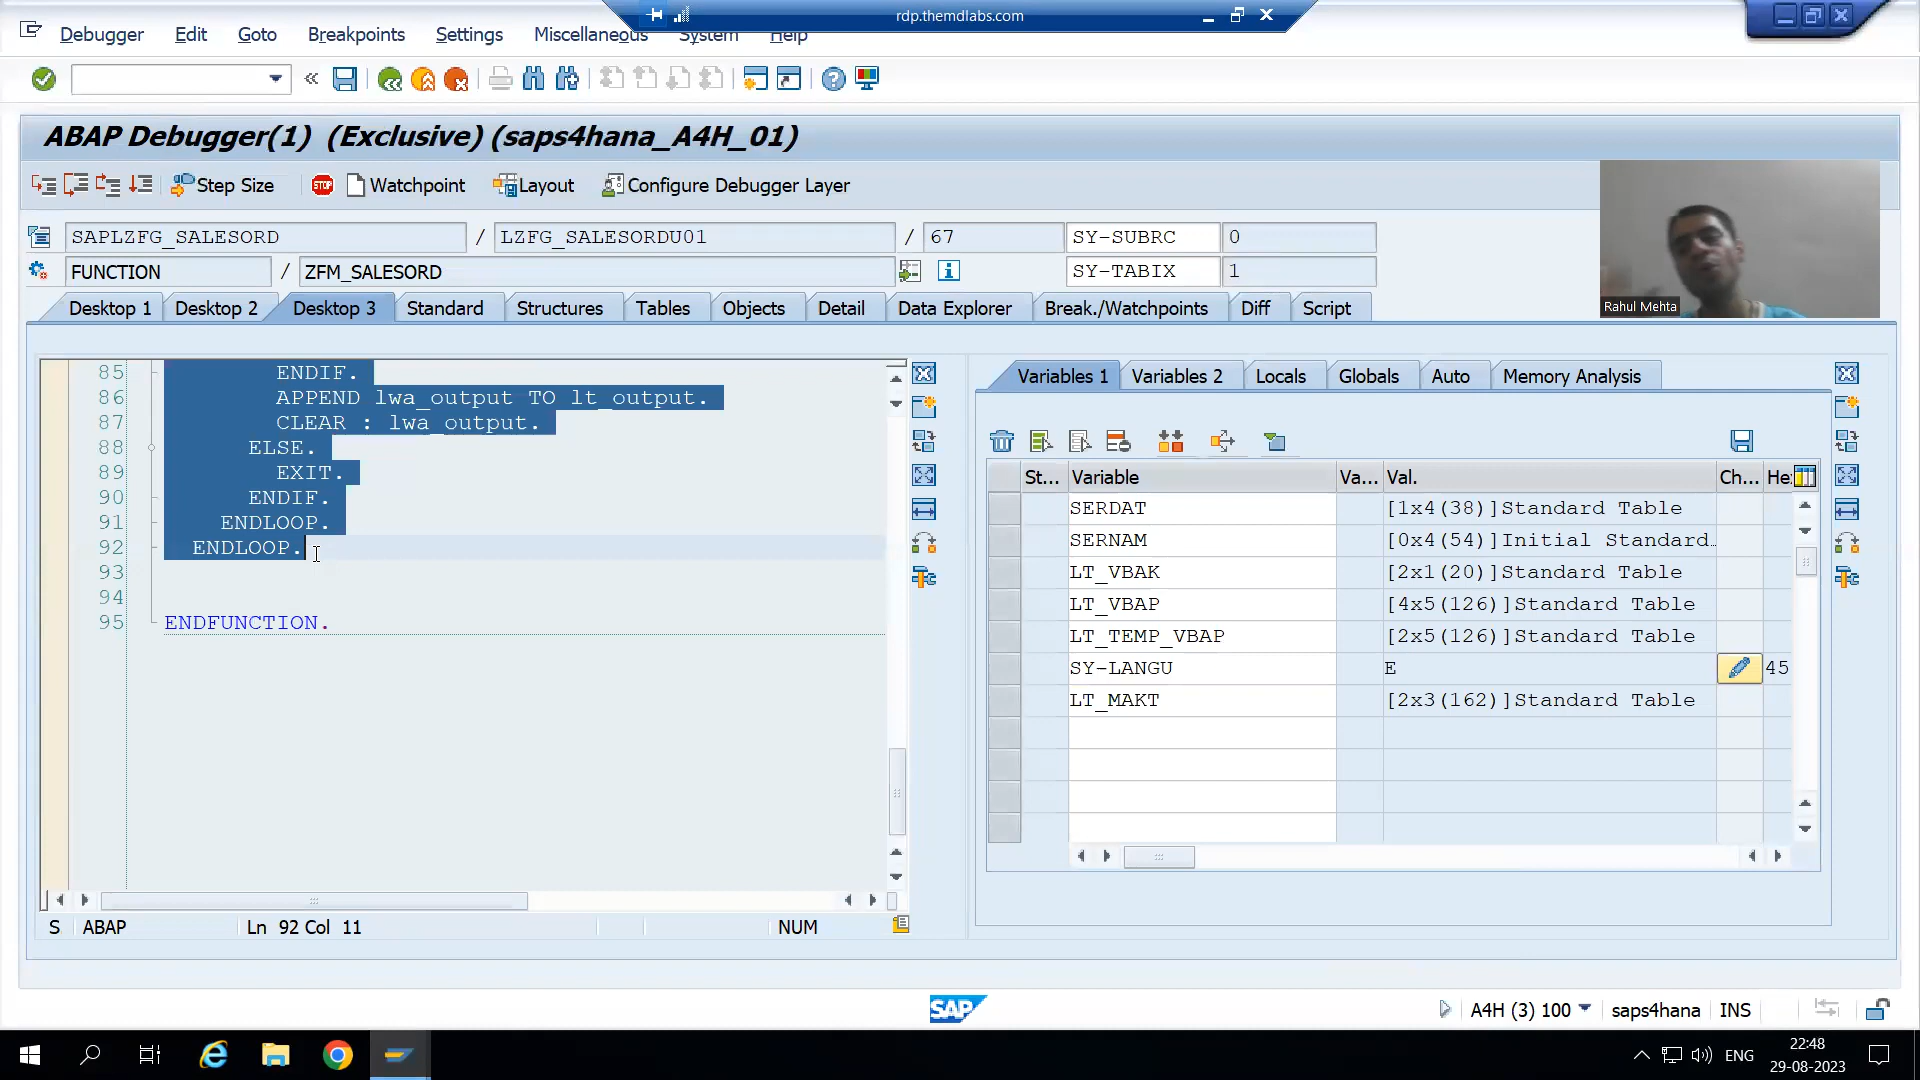 rdp.themdlabs.com
Debugger Edit Goto Breakpoints Settings Miscellaneous System Help
ABAP Debugger(1) (Exclusive) (saps4hana_A4H_01)
Step Size STOP Watchpoint Layout Configure Debugger Layer
SAPLZFG_SALESORD / LZFG_SALESORDU01 / 67 SY-SUBRC 0
FUNCTION / ZFM_SALESORD SY-TABIX 1
Rahul Mehta
Desktop 1 Desktop 2 Desktop 3 Standard Structures Tables Objects Detail Data Explorer Break./Watchpoints Diff Script
85 ENDIF.
86 APPEND lwa_output TO lt_output.
87 CLEAR : lwa_output.
88 ELSE.
89 EXIT.
90 ENDIF.
91 ENDLOOP.
92 ENDLOOP.
93
94
95 ENDFUNCTION.
S ABAP Ln 92 Col 11 NUM
Variables 1 Variables 2 Locals Globals Auto Memory Analysis
St... Variable Va... Val. Ch... Hex
SERDAT [1x4(38)]Standard Table
SERNAM [0x4(54)]Initial Standard…
LT_VBAK [2x1(20)]Standard Table
LT_VBAP [4x5(126)]Standard Table
LT_TEMP_VBAP [2x5(126)]Standard Table
SY-LANGU E 45
LT_MAKT [2x3(162)]Standard Table
SAP A4H (3) 100 saps4hana INS
ENG 22:48
29-08-2023